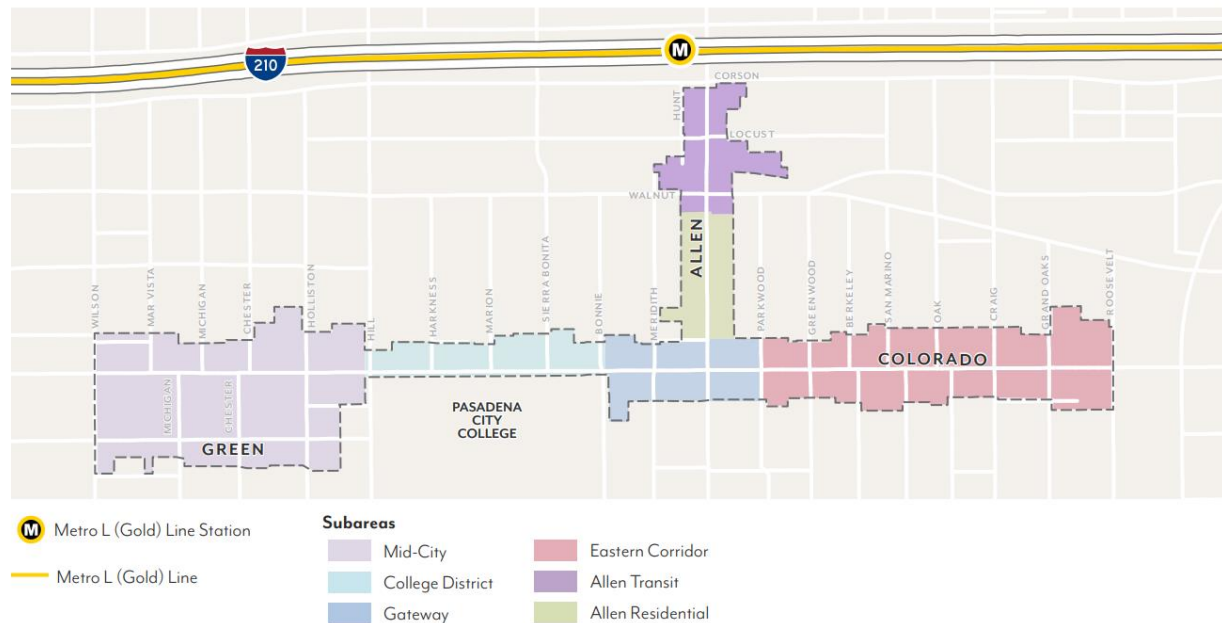 210
M
CORSON
HUNT
LOCUST
WALNUT
ALLEN
WILSON
MAR VISTA
MICHIGAN
CHESTER
HOLLISTON
HILL
HARKNESS
MARION
SIERRA BONITA
BONNIE
MERIDITH
PARKWOOD
GREENWOOD
BERKELEY
SAN MARINO
OAK
CRAIG
GRAND OAKS
ROOSEVELT
COLORADO
MICHIGAN
CHESTER
PASADENA
CITY
COLLEGE
GREEN
M Metro L (Gold) Line Station
Metro L (Gold) Line
Subareas
Mid-City
College District
Gateway
Eastern Corridor
Allen Transit
Allen Residential